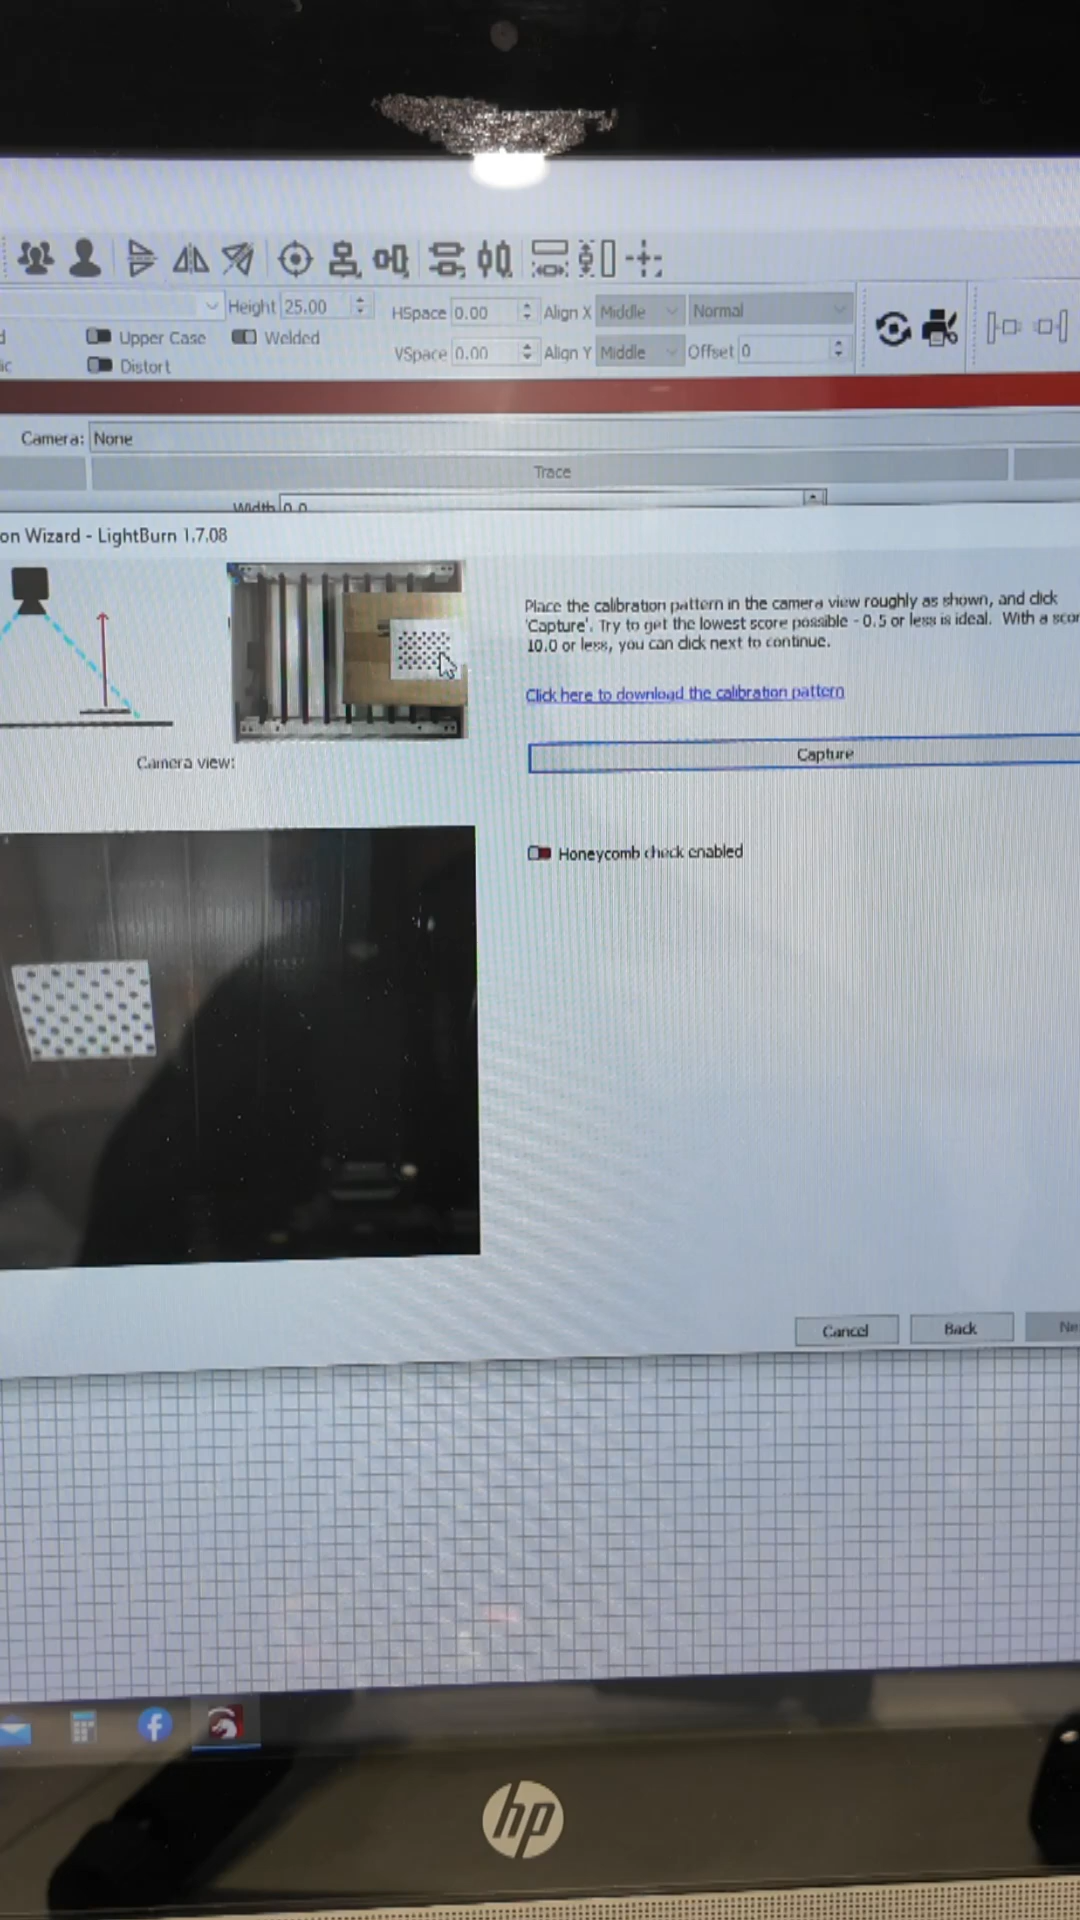 Height 25.00
HSpace 0.00
Align X Middle
Normal
Upper Case
Welded
VSpace 0.00
Align Y Middle
Offset 0
Distort
Camera: None
Trace
Width 0.0
on Wizard - LightBurn 1.7.08
Place the calibration pattern in the camera view roughly as shown, and click
'Capture'. Try to get the lowest score possible - 0.5 or less is ideal. With a scor
10.0 or less, you can click next to continue.
Click here to download the calibration pattern
Capture
Camera view:
Honeycomb check enabled
Cancel
Back
Ne
hp